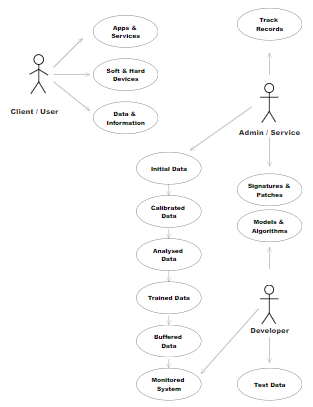 Apps &
Services
Track
Records
Soft & Hard
Devices
Client / User
Data &
Information
Admin / Service
Initial Data
Signatures &
Patches
Calibrated
Data
Models &
Algorithms
Analysed
Data
Trained Data
Developer
Buffered
Data
Monitored
System
Test Data